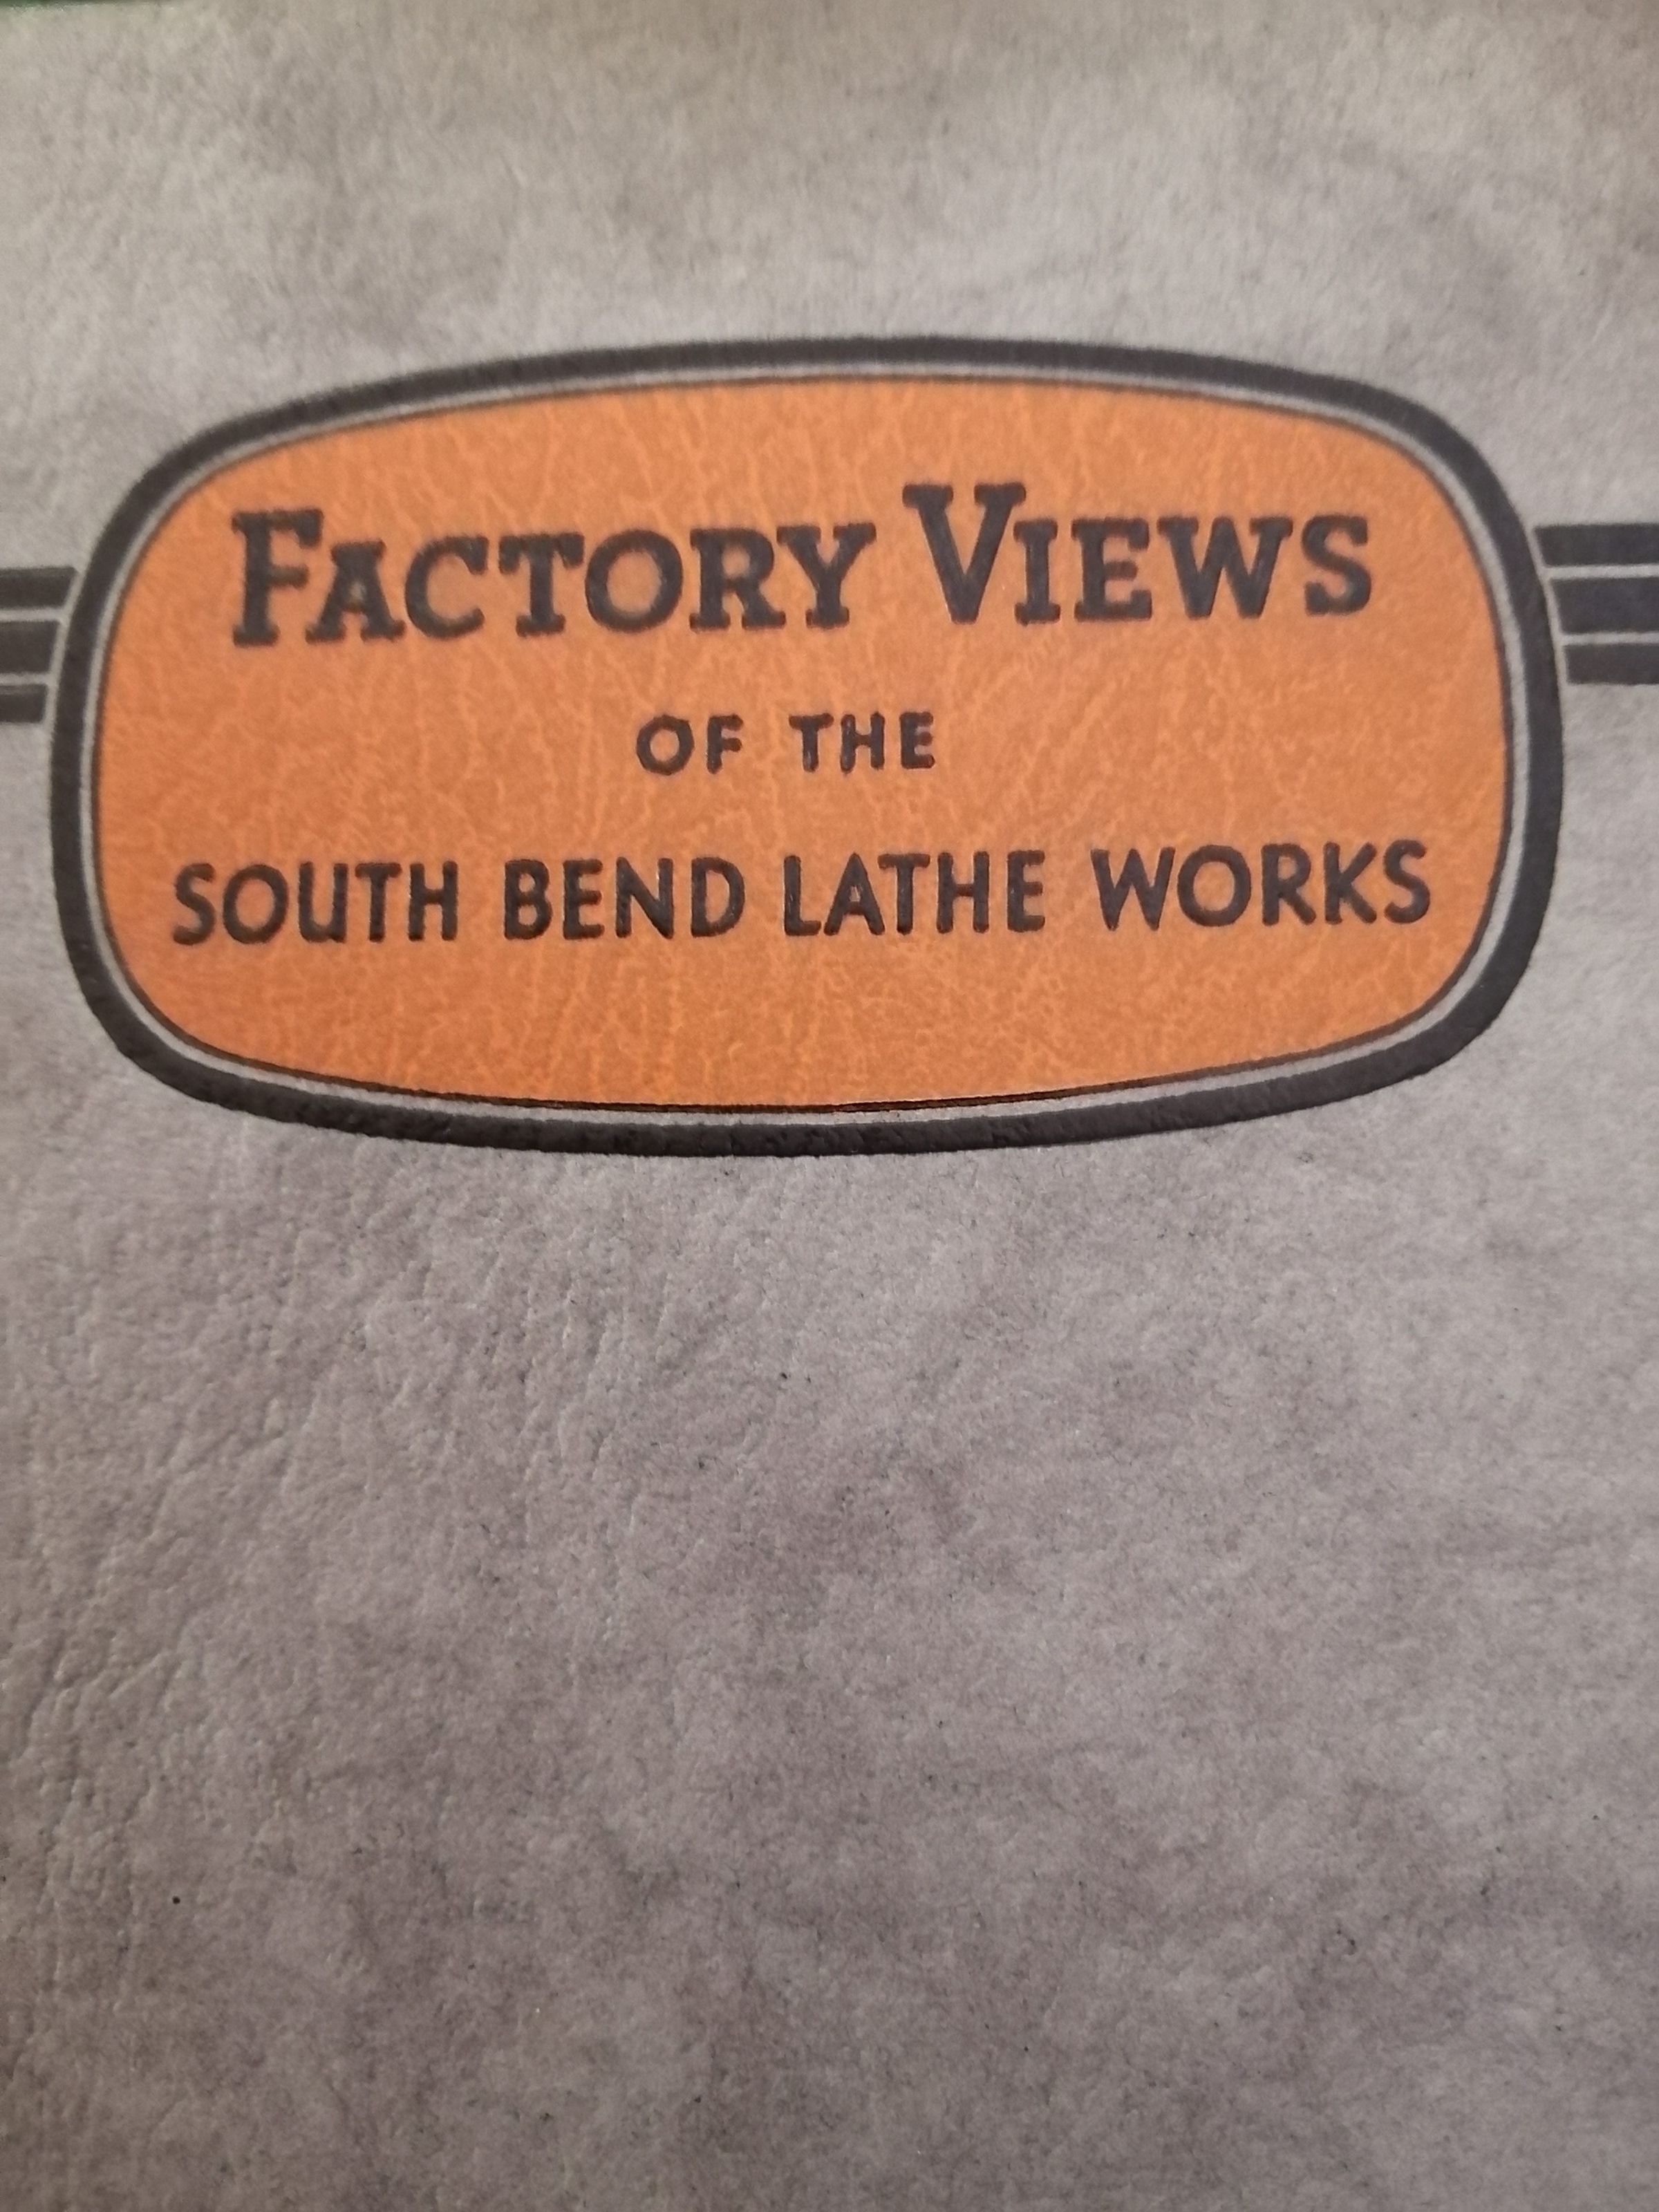 FACTORY VIEWS
OF THE
SOUTH BEND LATHE WORKS